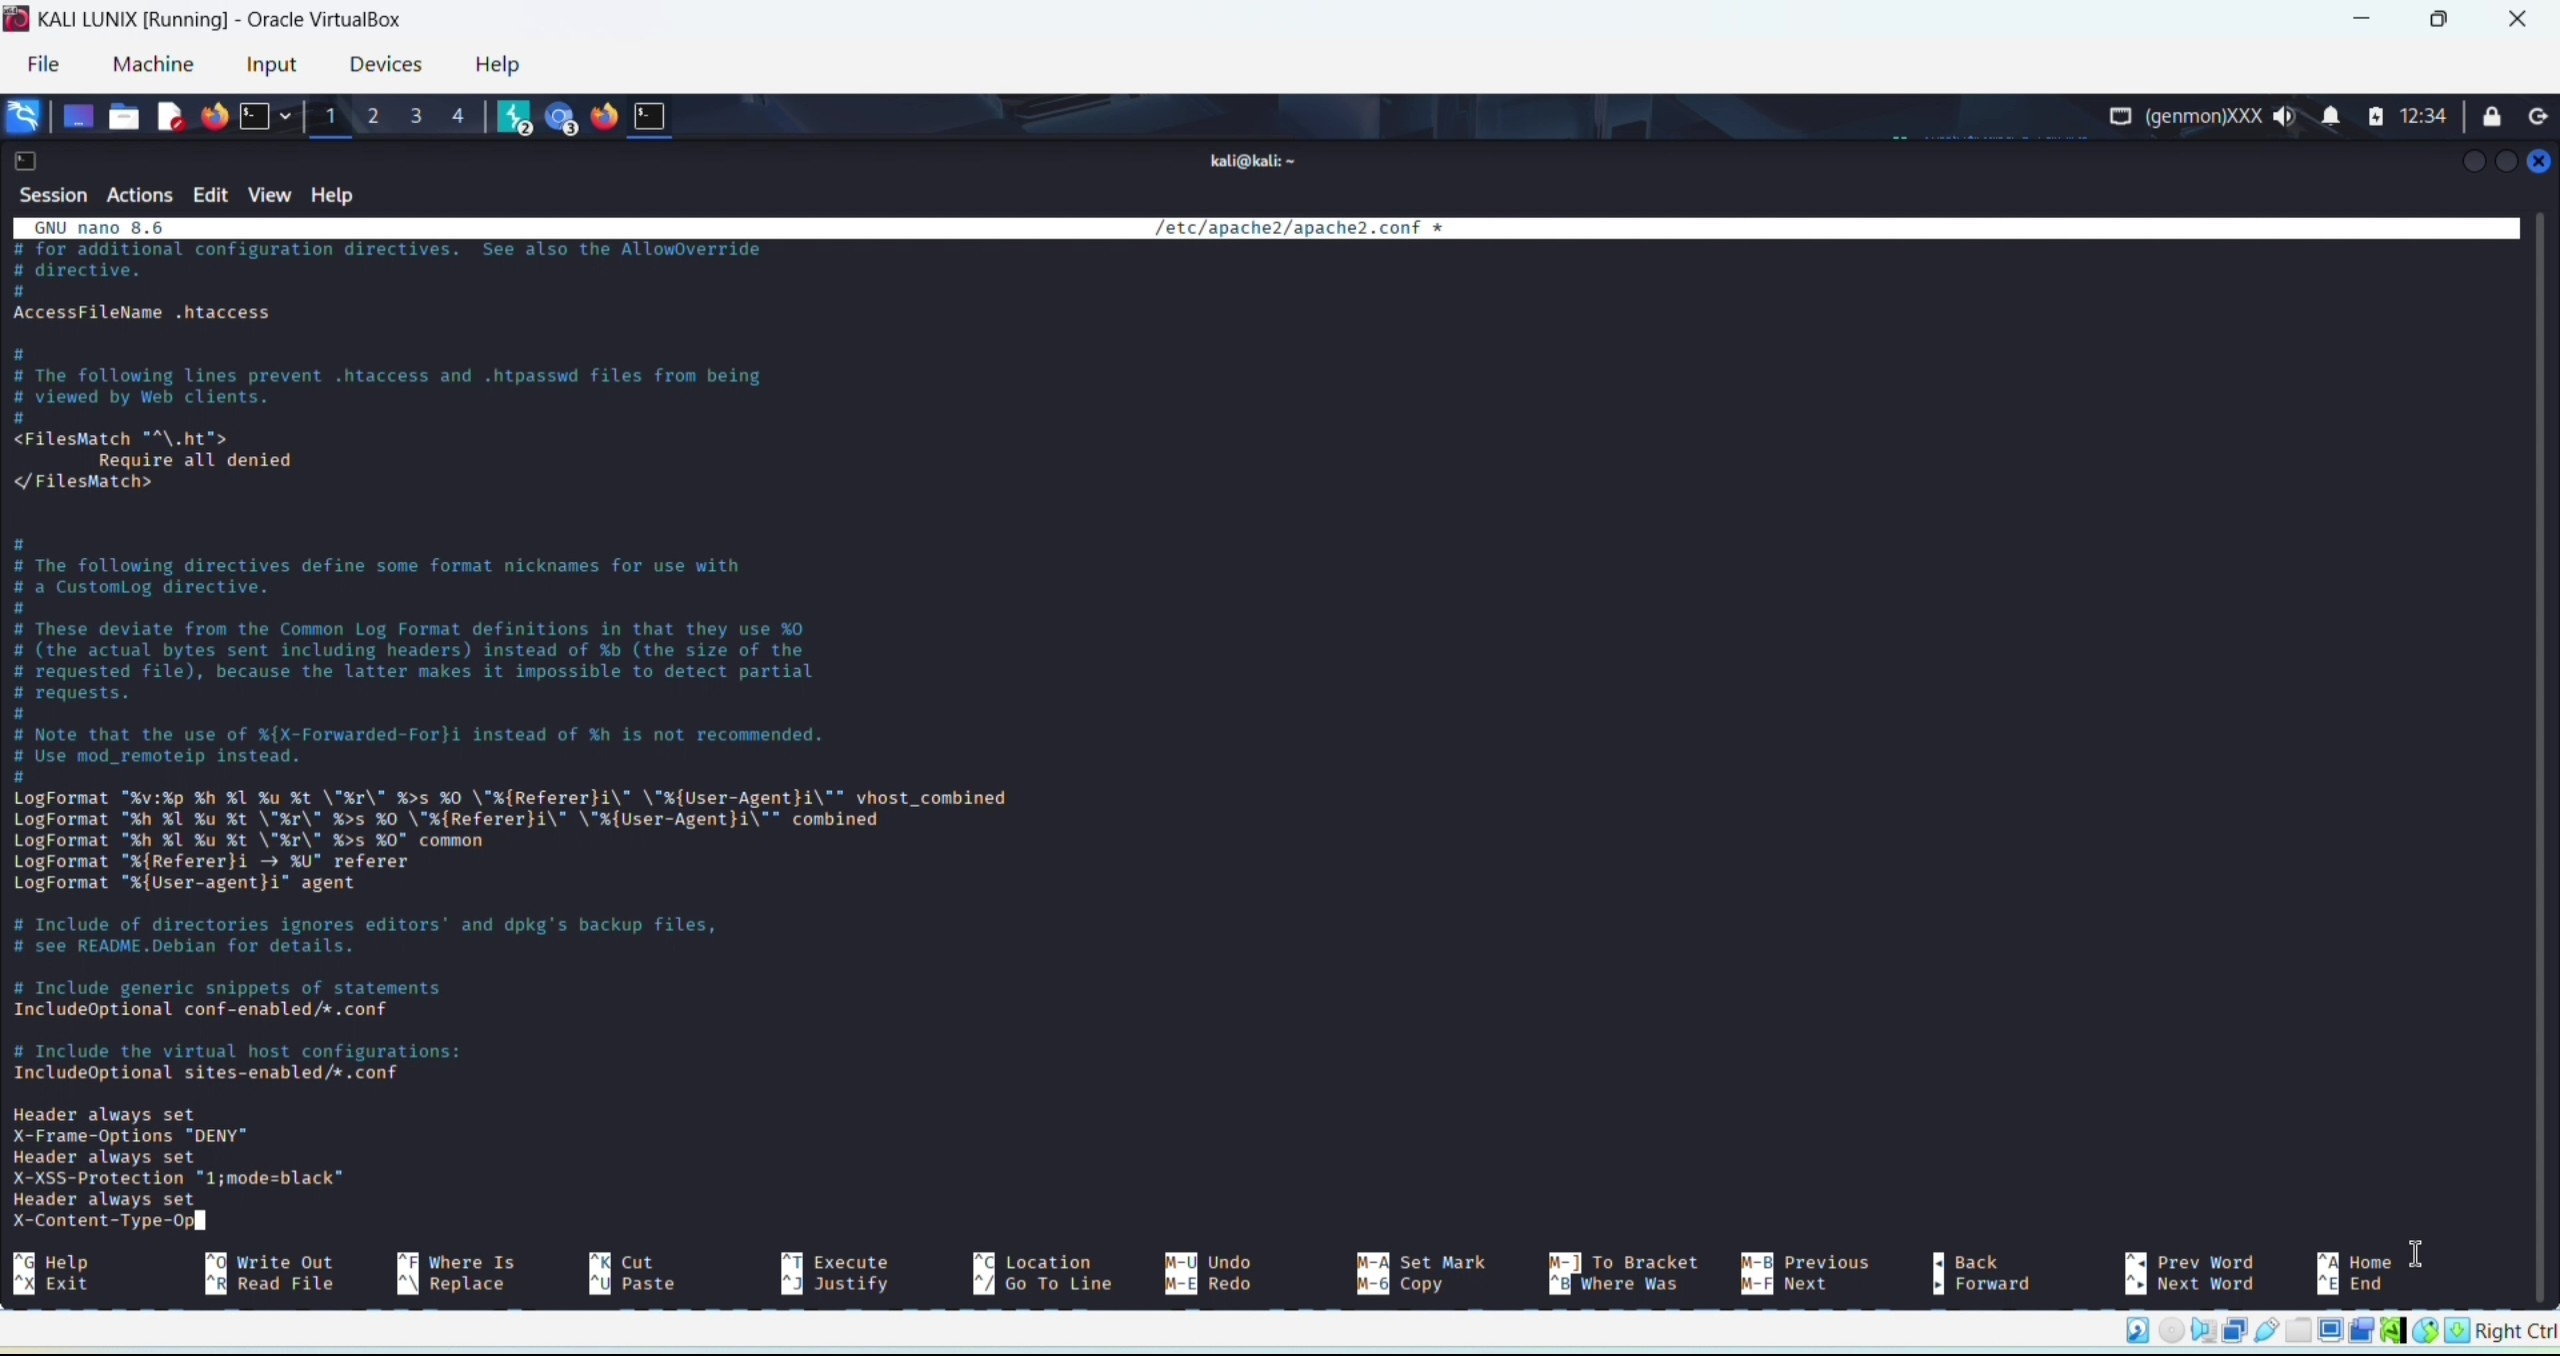 KALI LUNIX [Running] - Oracle VirtualBox
File Machine Input Devices Help
1 2 3 4 2 3 (genmon)XXX 12:34
kali@kali: ~
Session Actions Edit View Help
GNU nano 8.6 /etc/apache2/apache2.conf *
# for additional configuration directives.  See also the AllowOverride
# directive.
#
AccessFileName .htaccess
#
# The following lines prevent .htaccess and .htpasswd files from being
# viewed by Web clients.
#
<FilesMatch "^\.ht">
Require all denied
</FilesMatch>
#
# The following directives define some format nicknames for use with
# a CustomLog directive.
#
# These deviate from the Common Log Format definitions in that they use %O
# (the actual bytes sent including headers) instead of %b (the size of the
# requested file), because the latter makes it impossible to detect partial
# requests.
#
# Note that the use of %{X-Forwarded-For}i instead of %h is not recommended.
# Use mod_remoteip instead.
#
LogFormat "%v:%p %h %l %u %t \"%r\" %>s %O \"%{Referer}i\" \"%{User-Agent}i\"" vhost_combined
LogFormat "%h %l %u %t \"%r\" %>s %O \"%{Referer}i\" \"%{User-Agent}i\"" combined
LogFormat "%h %l %u %t \"%r\" %>s %O" common
LogFormat "%{Referer}i → %U" referer
LogFormat "%{User-agent}i" agent
# Include of directories ignores editors' and dpkg's backup files,
# see README.Debian for details.
# Include generic snippets of statements
IncludeOptional conf-enabled/*.conf
# Include the virtual host configurations:
IncludeOptional sites-enabled/*.conf
Header always set
X-Frame-Options "DENY"
Header always set
X-XSS-Protection "1;mode=black"
Header always set
X-Content-Type-Op
^G Help ^O Write Out ^F Where Is ^K Cut ^T Execute ^C Location M-U Undo M-A Set Mark M-] To Bracket M-B Previous ◂ Back ^◂ Prev Word ^A Home
^X Exit ^R Read File ^\ Replace ^U Paste ^J Justify ^/ Go To Line M-E Redo M-6 Copy ^B Where Was M-F Next ▸ Forward ^▸ Next Word ^E End
Right Ctrl